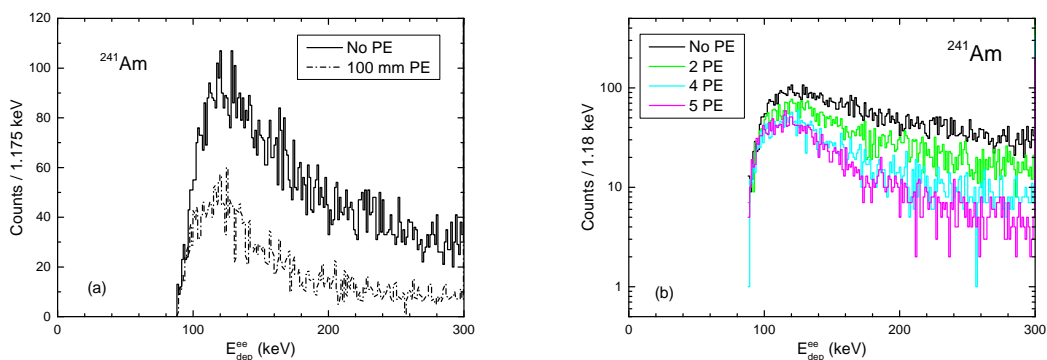 120
100
80
60
40
20
0
0
100
200
300
Counts / 1.175 keV
E^ee_dep (keV)
²⁴¹Am
No PE
100 mm PE
(a)
100
10
1
0
100
200
300
Counts / 1.18 keV
E^ee_dep (keV)
²⁴¹Am
No PE
2 PE
4 PE
5 PE
(b)